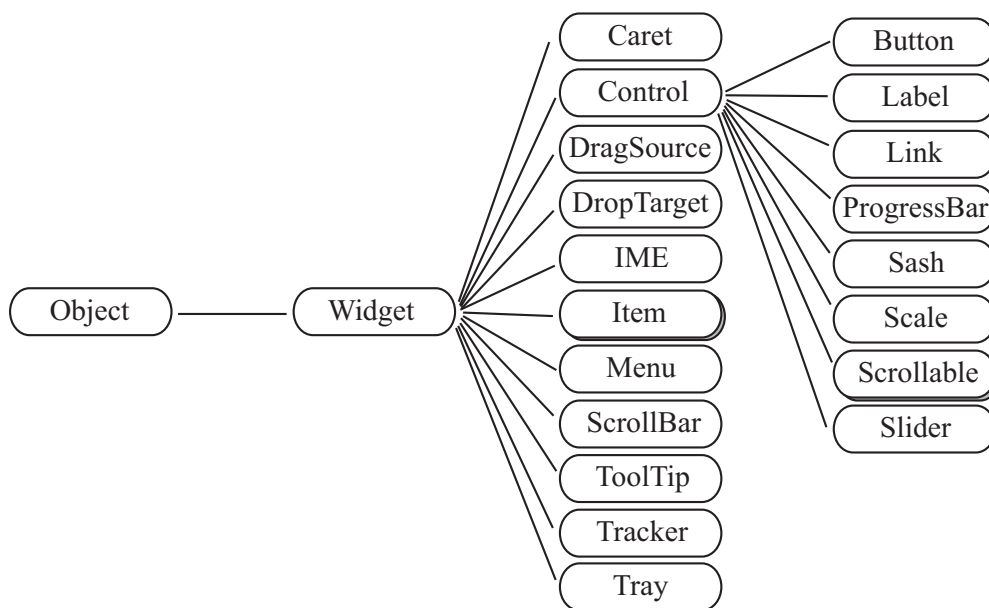 Object
Widget
Caret
Control
DragSource
DropTarget
IME
Item
Menu
ScrollBar
ToolTip
Tracker
Tray
Button
Label
Link
ProgressBar
Sash
Scale
Scrollable
Slider